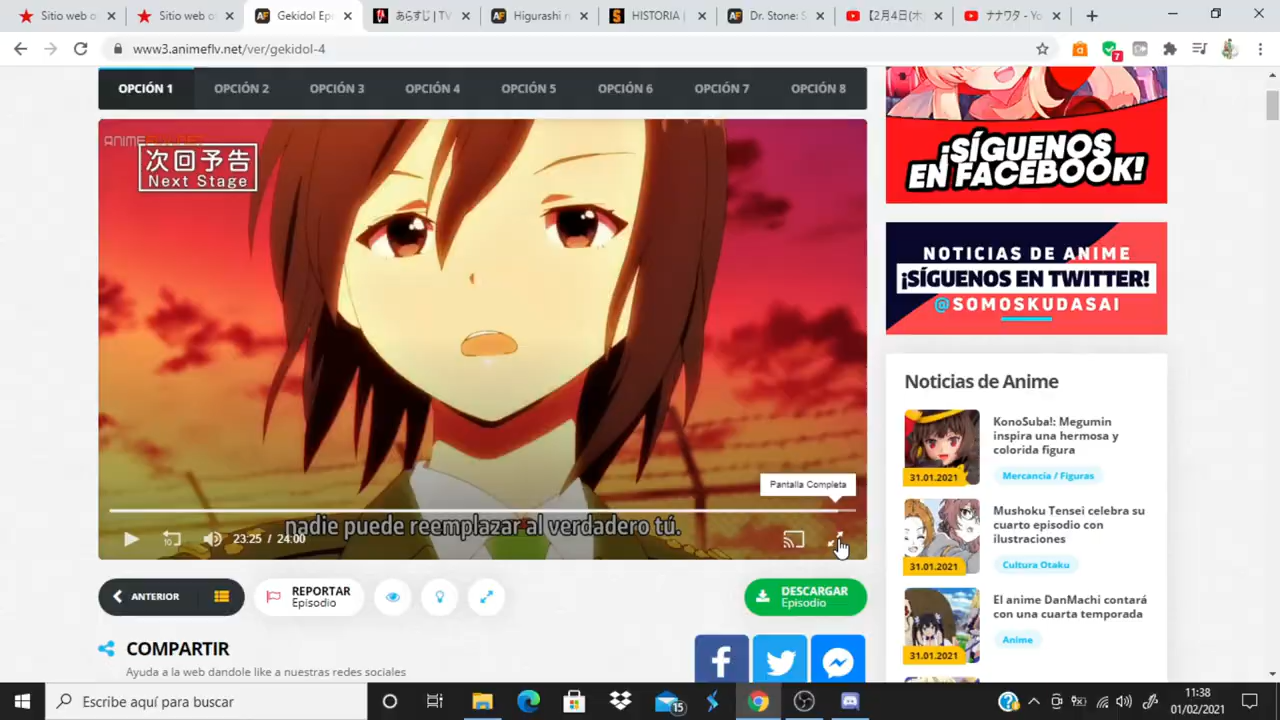 Sitio web o
Sitio web o
Gekidol Epi
あらすじ | TV
Higurashi n
HISTORIA |
Dr. Stone: S
【2月4日(木
ナナワタ - Yo
www3.animeflv.net/ver/gekidol-4
7
OPCIÓN 1
OPCIÓN 2
OPCIÓN 3
OPCIÓN 4
OPCIÓN 5
OPCIÓN 6
OPCIÓN 7
OPCIÓN 8
次回予告
Next Stage
nadie puede reemplazar al verdadero tú.
Pantalla Completa
10
23:25 / 24:00
ANTERIOR
REPORTAR
Episodio
DESCARGAR
Episodio
COMPARTIR
Ayuda a la web dandole like a nuestras redes sociales
¡SÍGUENOS
EN FACEBOOK!
NOTICIAS DE ANIME
¡SÍGUENOS EN TWITTER!
@SOMOSKUDASAI
Noticias de Anime
KonoSuba!: Megumin
inspira una hermosa y
colorida figura
31.01.2021
Mercancía / Figuras
Mushoku Tensei celebra su
cuarto episodio con
ilustraciones
31.01.2021
Cultura Otaku
El anime DanMachi contará
con una cuarta temporada
31.01.2021
Anime
Escribe aquí para buscar
15
11:38
01/02/2021